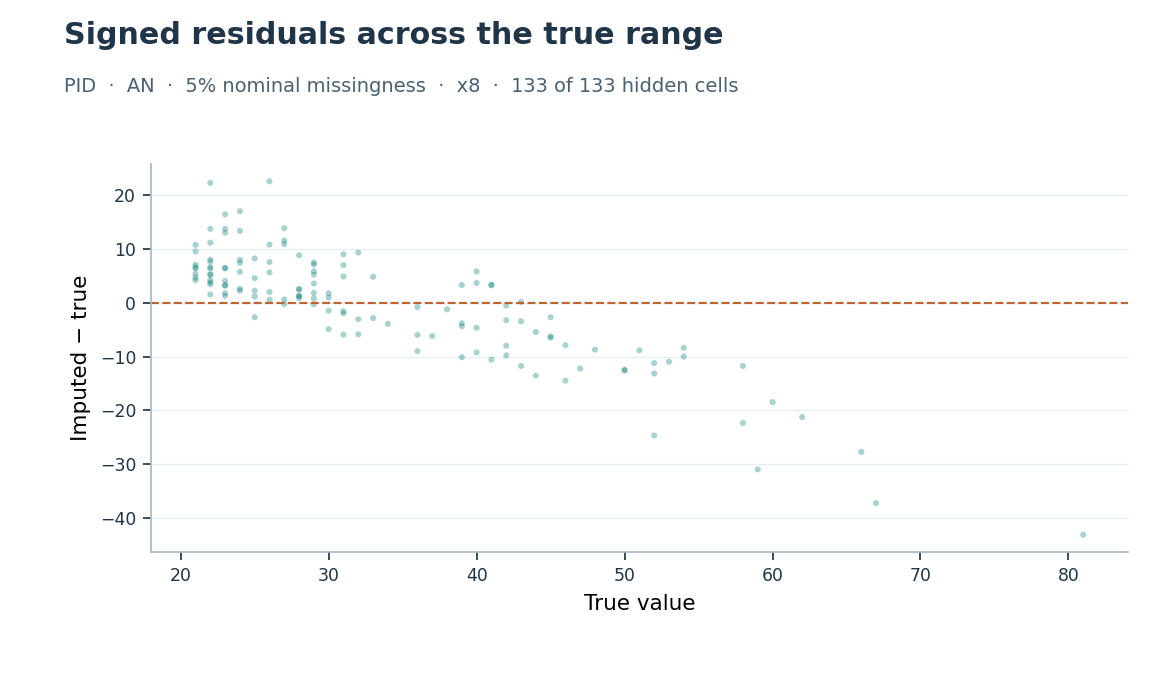 Signed residuals across the true range
PID · AN · 5% nominal missingness · x8 · 133 of 133 hidden cells
Imputed − true
20
10
0
−10
−20
−30
−40
20 30 40 50 60 70 80
True value